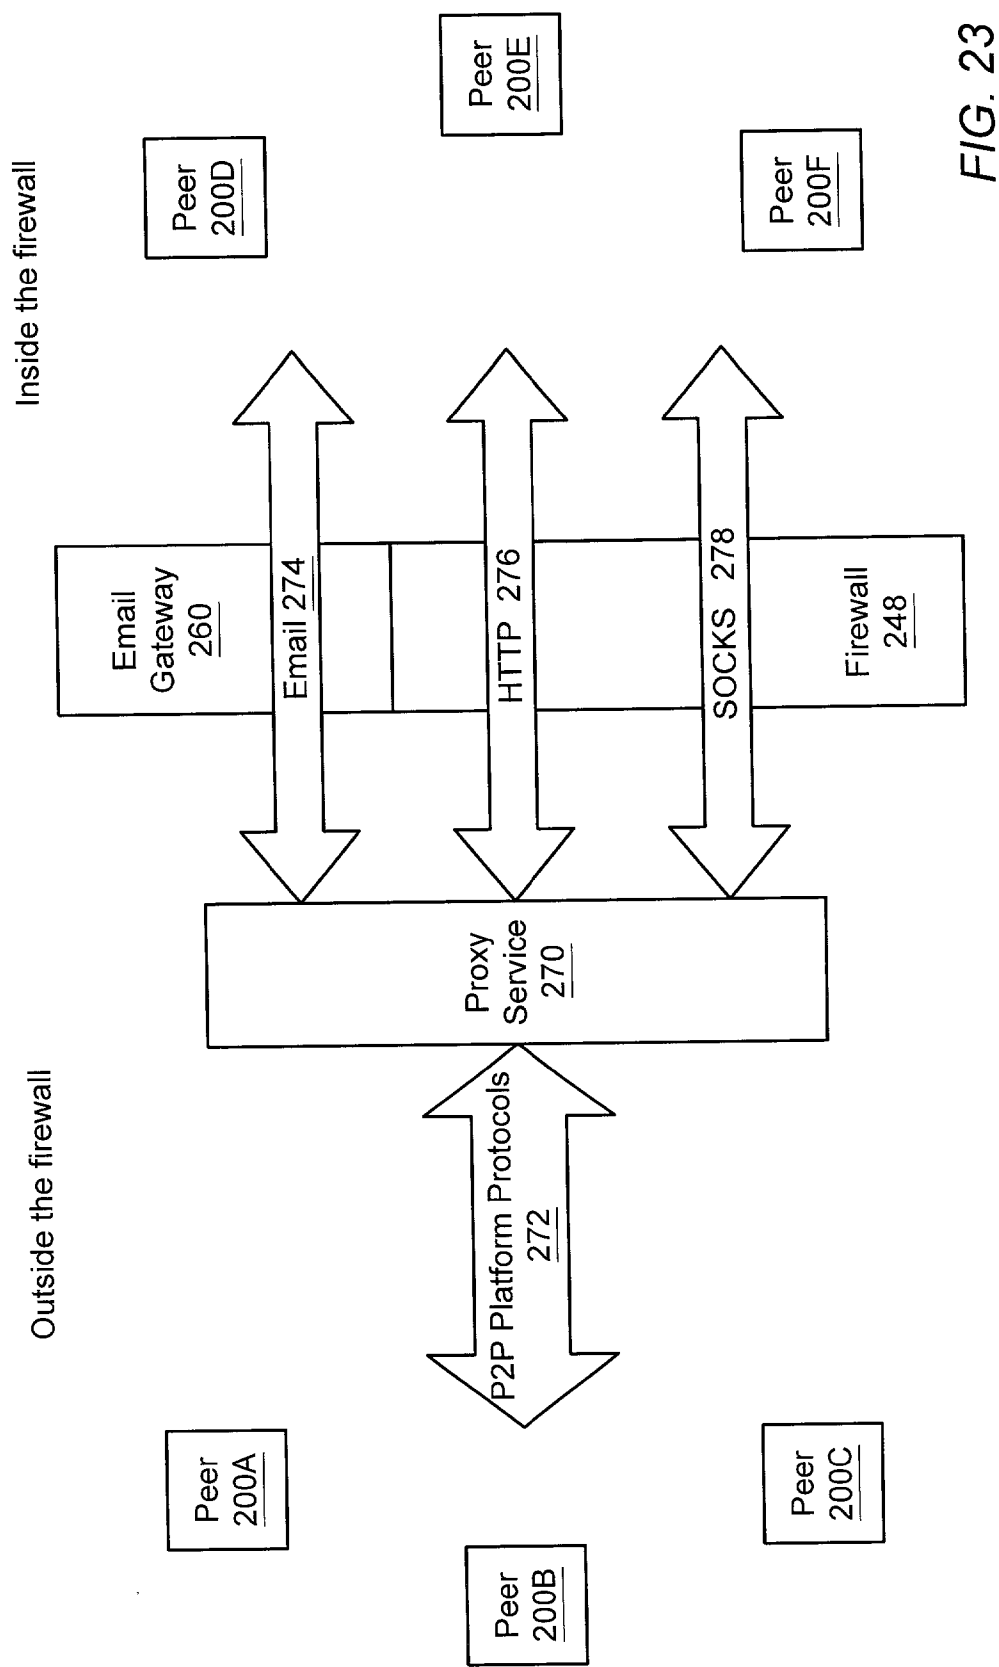 Outside the firewall
Inside the firewall
Peer
200A
Peer
200B
Peer
200C
P2P Platform Protocols
272
Proxy
Service
270
Email
Gateway
260
Email 274
HTTP 276
SOCKS 278
Firewall
248
Peer
200D
Peer
200E
Peer
200F
FIG. 23